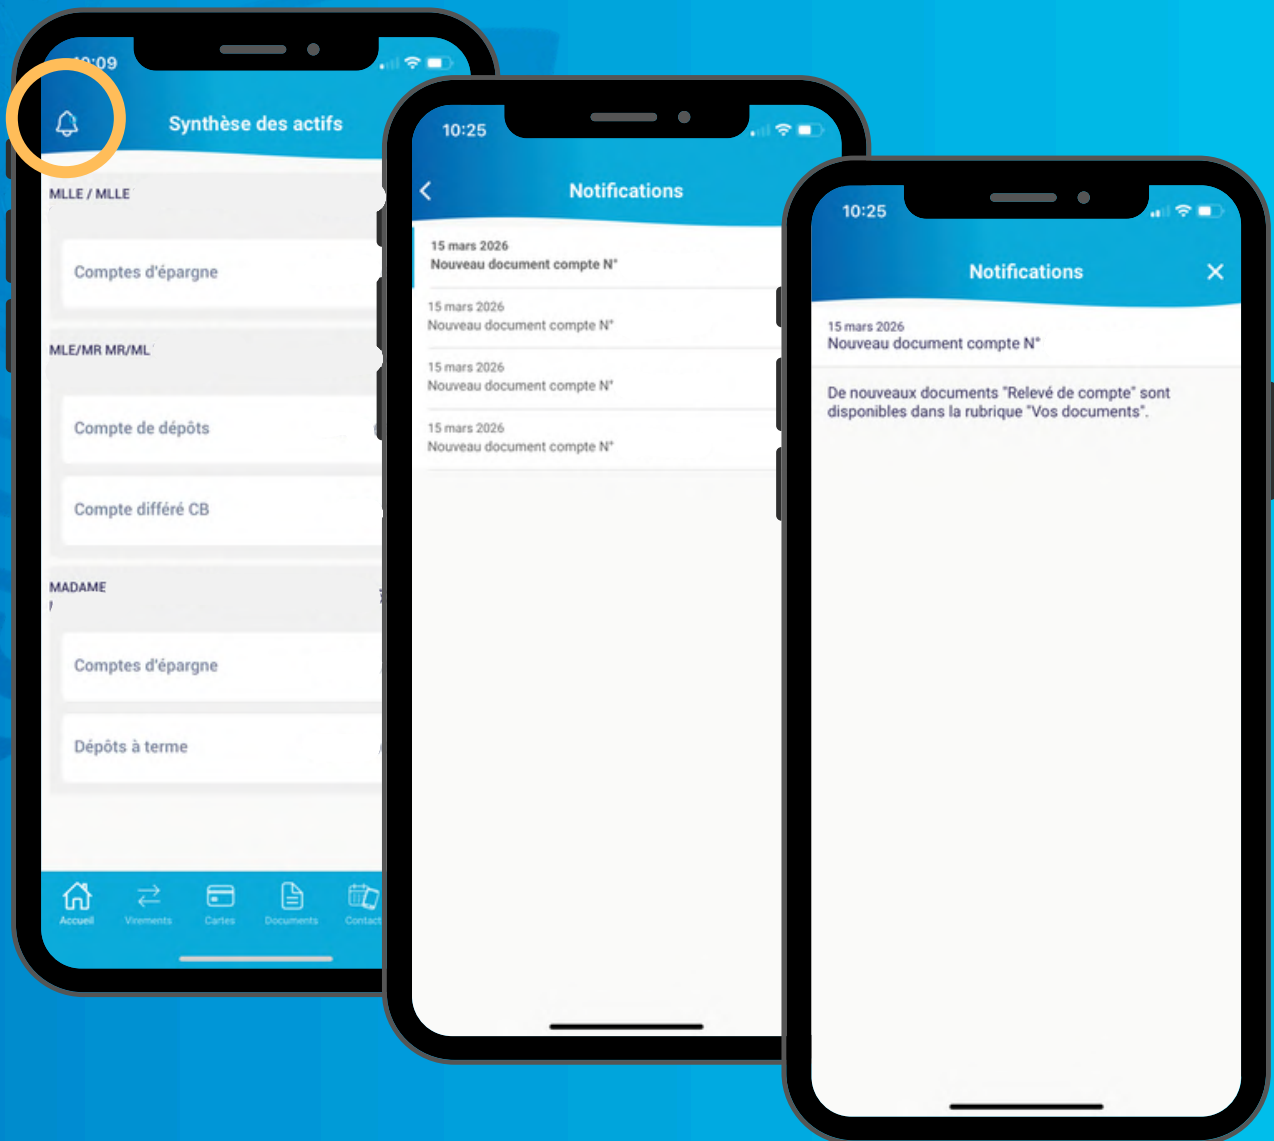 Synthèse des actifs
MLLE / MLLE
Comptes d'épargne
MLE/MR MR/ML
Compte de dépôts
Compte différé CB
MADAME
Comptes d'épargne
Dépôts à terme
Accueil
Virements
Cartes
Documents
Contact
10:25
Notifications
15 mars 2026
Nouveau document compte N°
15 mars 2026
Nouveau document compte N°
15 mars 2026
Nouveau document compte N°
15 mars 2026
Nouveau document compte N°
10:25
Notifications
15 mars 2026
Nouveau document compte N°
De nouveaux documents "Relevé de compte" sont
disponibles dans la rubrique "Vos documents".